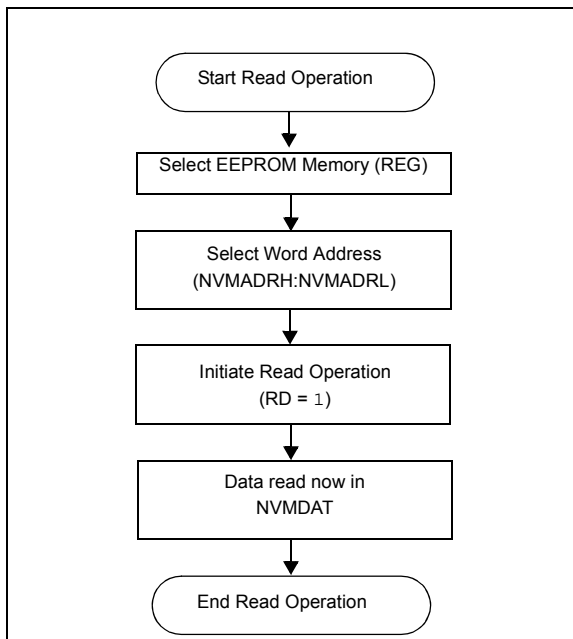 Start Read Operation
Select EEPROM Memory (REG)
Select Word Address
(NVMADRH:NVMADRL)
Initiate Read Operation
(RD = 1)
Data read now in
NVMDAT
End Read Operation